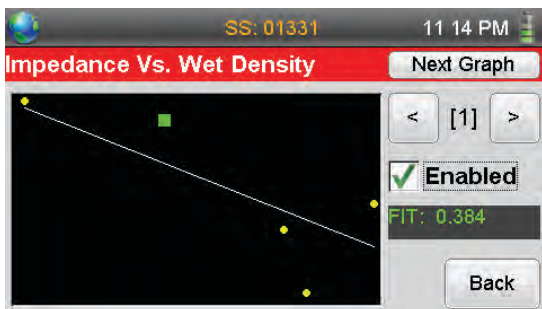 SS: 01331 11 14 PM
Impedance Vs. Wet Density Next Graph
< [1] >
Enabled
FIT: 0.384
Back